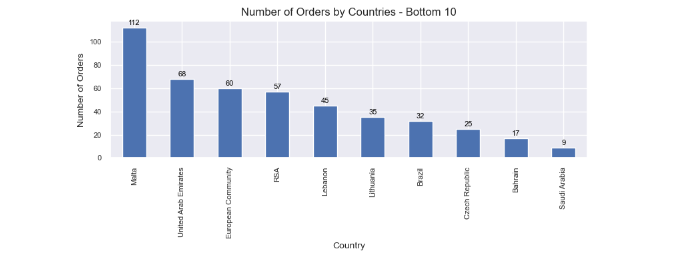 Number of Orders by Countries - Bottom 10
Number of Orders
100
80
60
40
20
0
112
68
60
57
45
35
32
25
17
9
Malta
United Arab Emirates
European Community
RSA
Lebanon
Lithuania
Brazil
Czech Republic
Bahrain
Saudi Arabia
Country